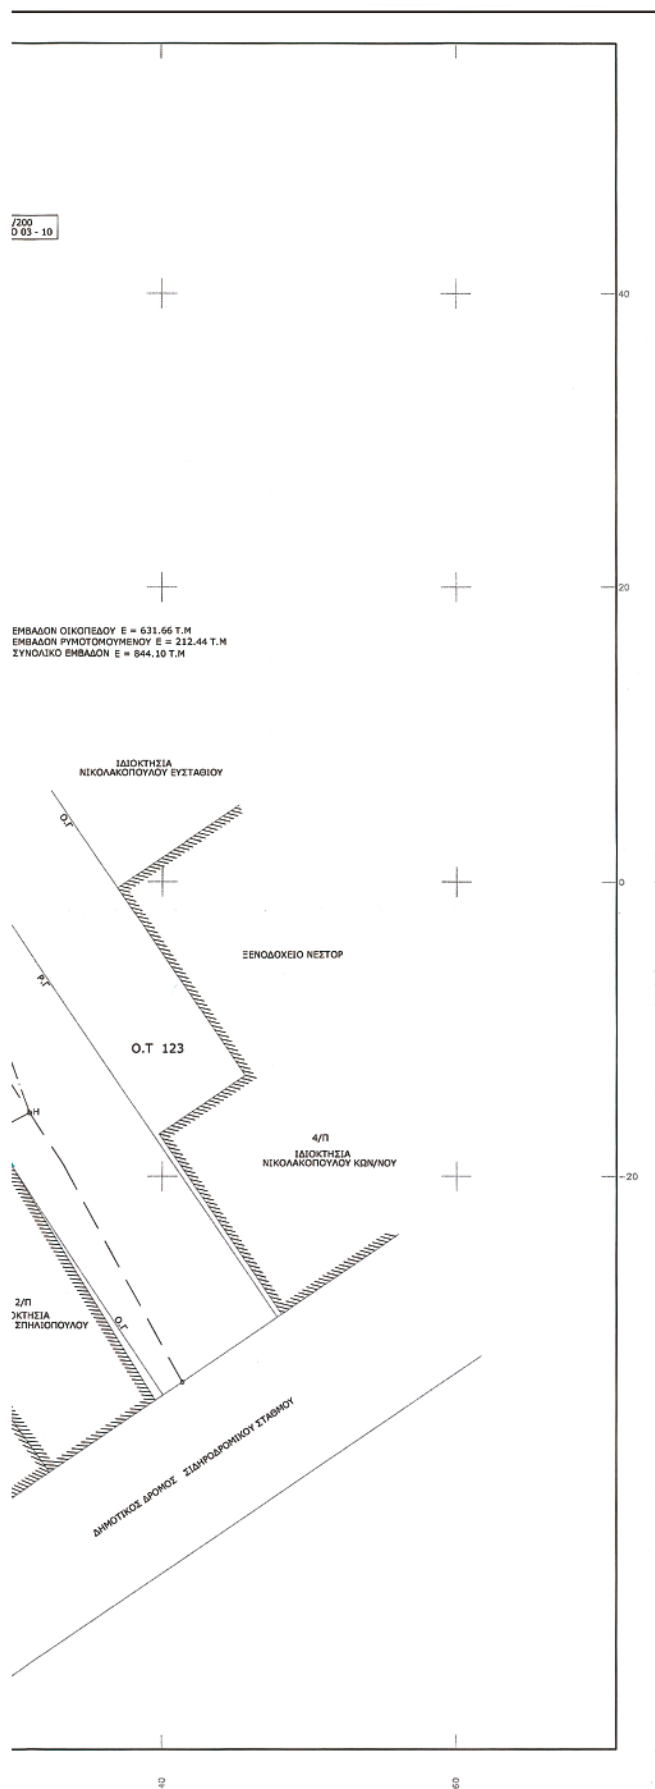 /200
03 - 10
40
20
ΕΜΒΑΔΟΝ ΟΙΚΟΠΕΔΟΥ Ε = 631.66 Τ.Μ
ΕΜΒΑΔΟΝ ΡΥΜΟΤΟΜΟΥΜΕΝΟΥ Ε = 212.44 Τ.Μ
ΣΥΝΟΛΙΚΟ ΕΜΒΑΔΟΝ Ε = 844.10 Τ.Μ
ΙΔΙΟΚΤΗΣΙΑ
ΝΙΚΟΛΑΚΟΠΟΥΛΟΥ ΕΥΣΤΑΘΙΟΥ
Ο.Γ
0
ΞΕΝΟΔΟΧΕΙΟ ΝΕΣΤΟΡ
Ρ.Γ
Ο.Τ 123
Η
4/Π
ΙΔΙΟΚΤΗΣΙΑ
ΝΙΚΟΛΑΚΟΠΟΥΛΟΥ ΚΩΝ/ΝΟΥ
-20
2/Π
ΟΚΤΗΣΙΑ
ΣΠΗΛΙΟΠΟΥΛΟΥ
Ο.Γ
ΔΗΜΟΤΙΚΟΣ ΔΡΟΜΟΣ ΣΙΔΗΡΟΔΡΟΜΙΚΟΥ ΣΤΑΘΜΟΥ
40
60